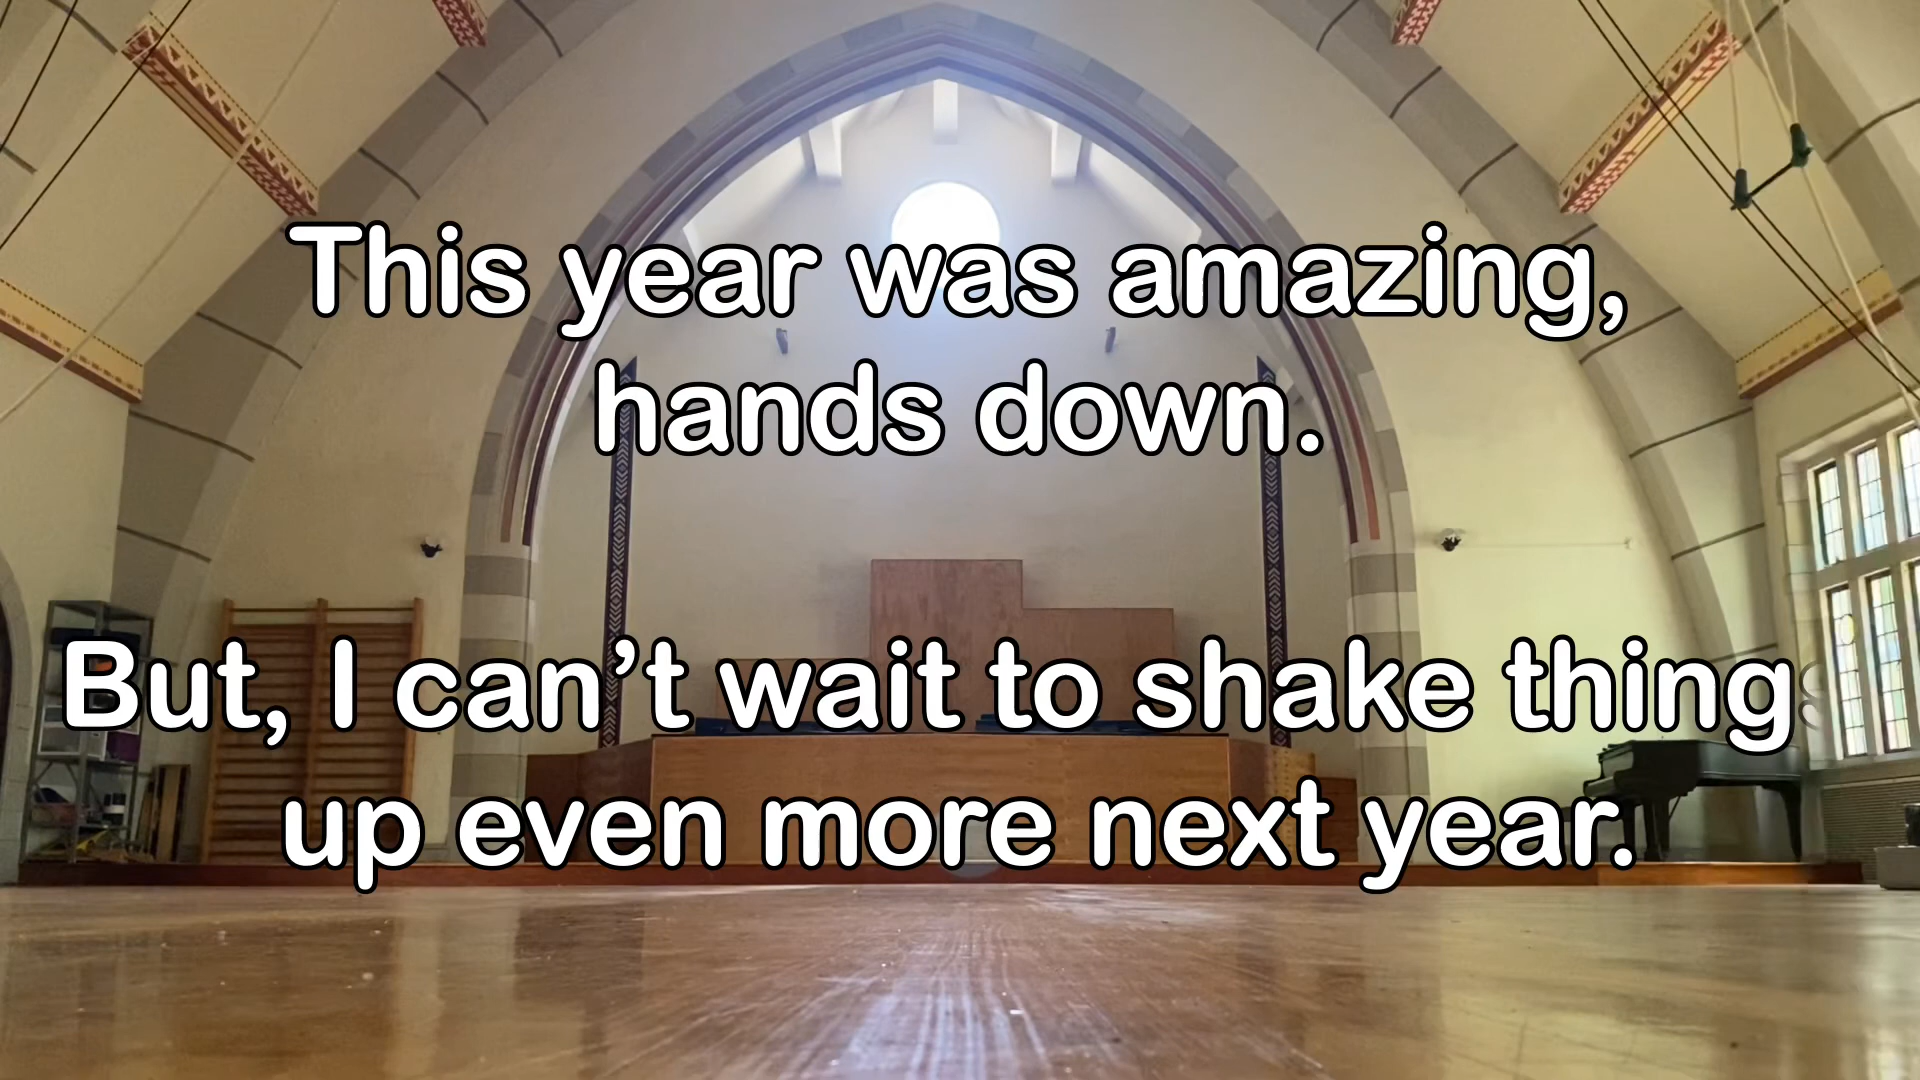 This year was amazing,
hands down.
But, I can’t wait to shake things
up even more next year.